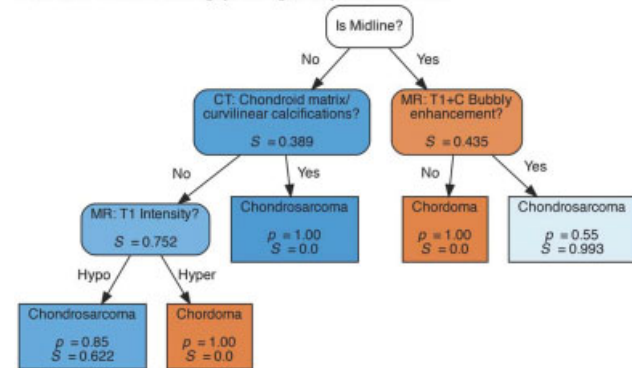 Is Midline?
No
Yes
CT: Chondroid matrix/
curvilinear calcifications?
S = 0.389
MR: T1+C Bubbly
enhancement?
S = 0.435
No
Yes
No
Yes
MR: T1 Intensity?
S = 0.752
Chondrosarcoma
p = 1.00
S = 0.0
Chordoma
p = 1.00
S = 0.0
Chondrosarcoma
p = 0.55
S = 0.993
Hypo
Hyper
Chondrosarcoma
p = 0.85
S = 0.622
Chordoma
p = 1.00
S = 0.0